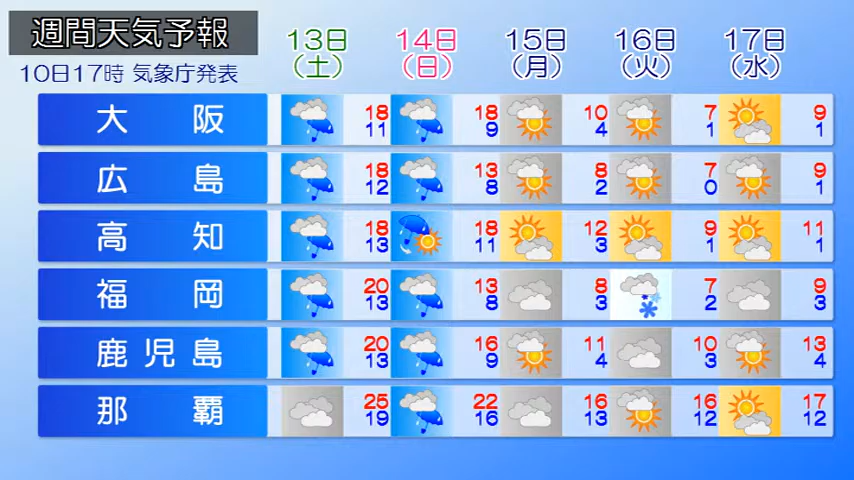 週間天気予報
10日17時 気象庁発表
13日 14日 15日 16日 17日
(土) (日) (月) (火) (水)
大阪 18 11 18 9 10 4 7 1 9 1
広島 18 12 13 8 8 2 7 0 9 1
高知 18 13 18 11 12 3 9 1 11 1
福岡 20 13 13 8 8 3 7 2 9 3
鹿児島 20 13 16 9 11 4 10 3 13 4
那覇 25 19 22 16 16 13 16 12 17 12